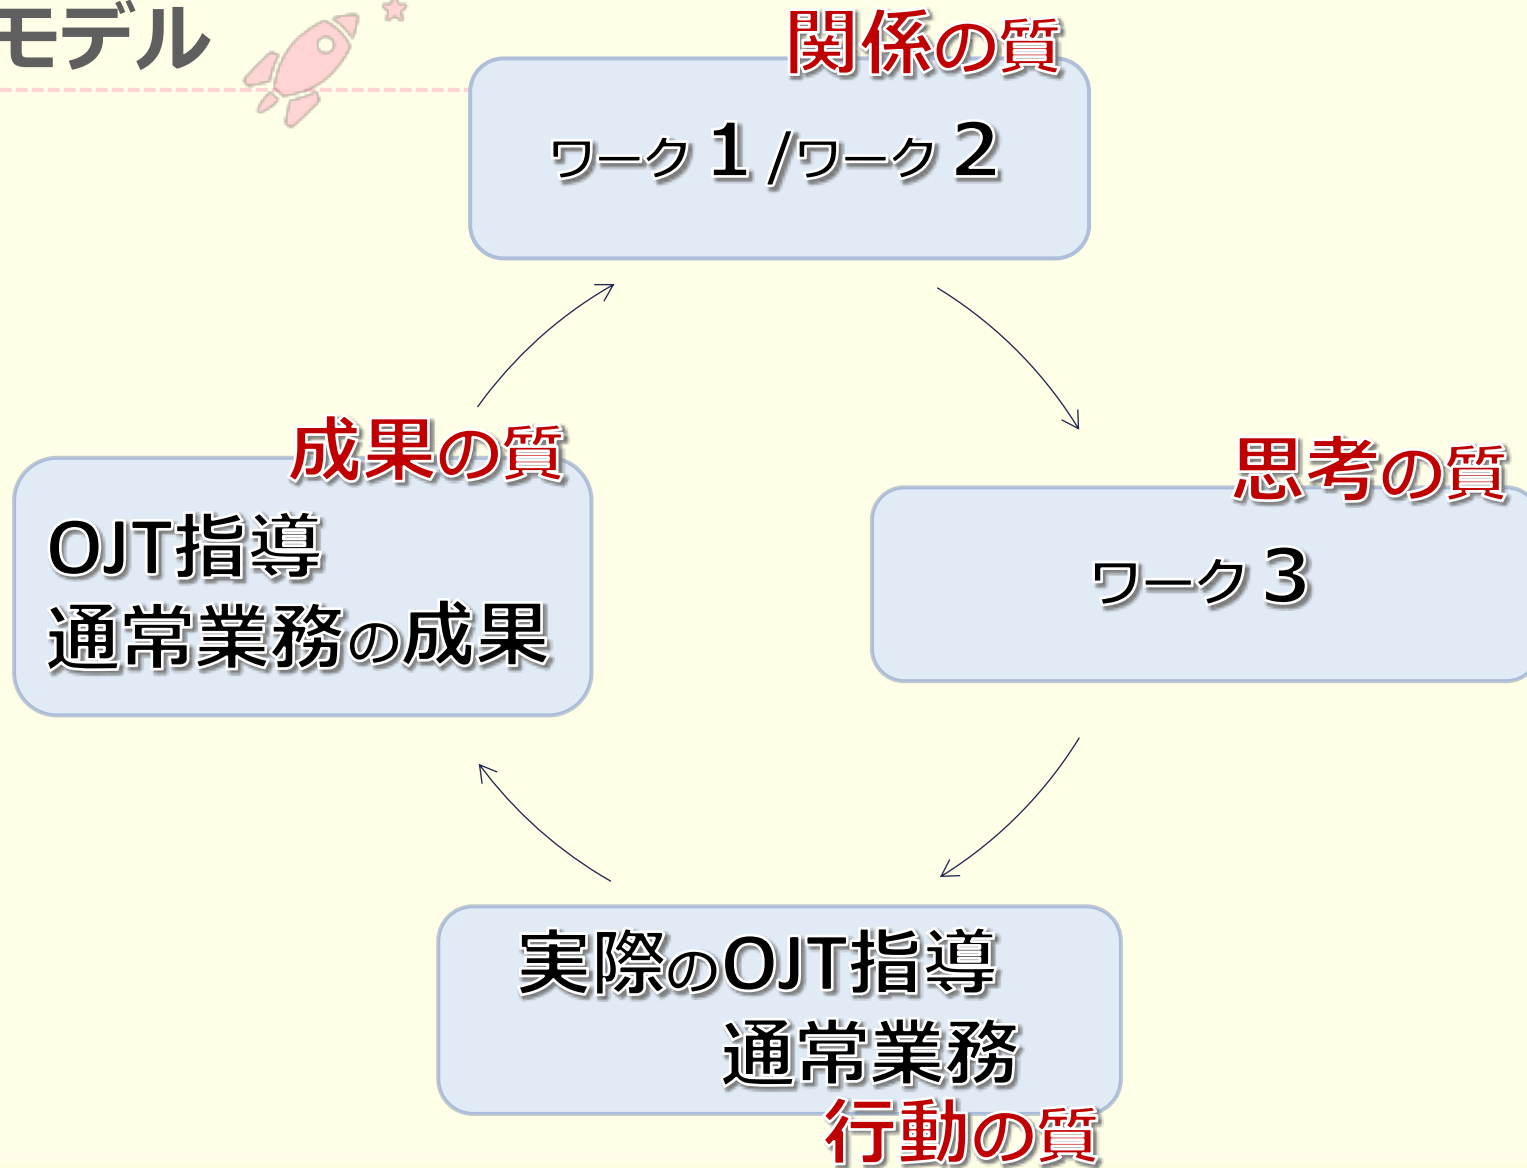 モデル
関係の質
ワーク１/ワーク２
成果の質
OJT指導
通常業務の成果
思考の質
ワーク３
実際のOJT指導
通常業務
行動の質